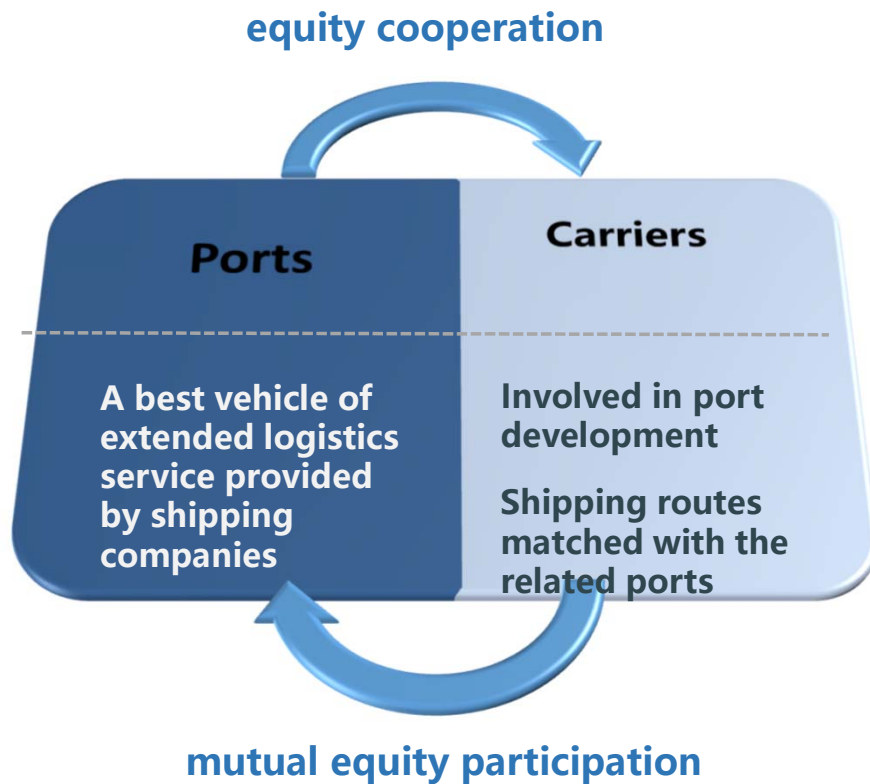 equity cooperation
Ports
Carriers
A best vehicle of
extended logistics
service provided
by shipping
companies
Involved in port
development
Shipping routes
matched with the
related ports
mutual equity participation